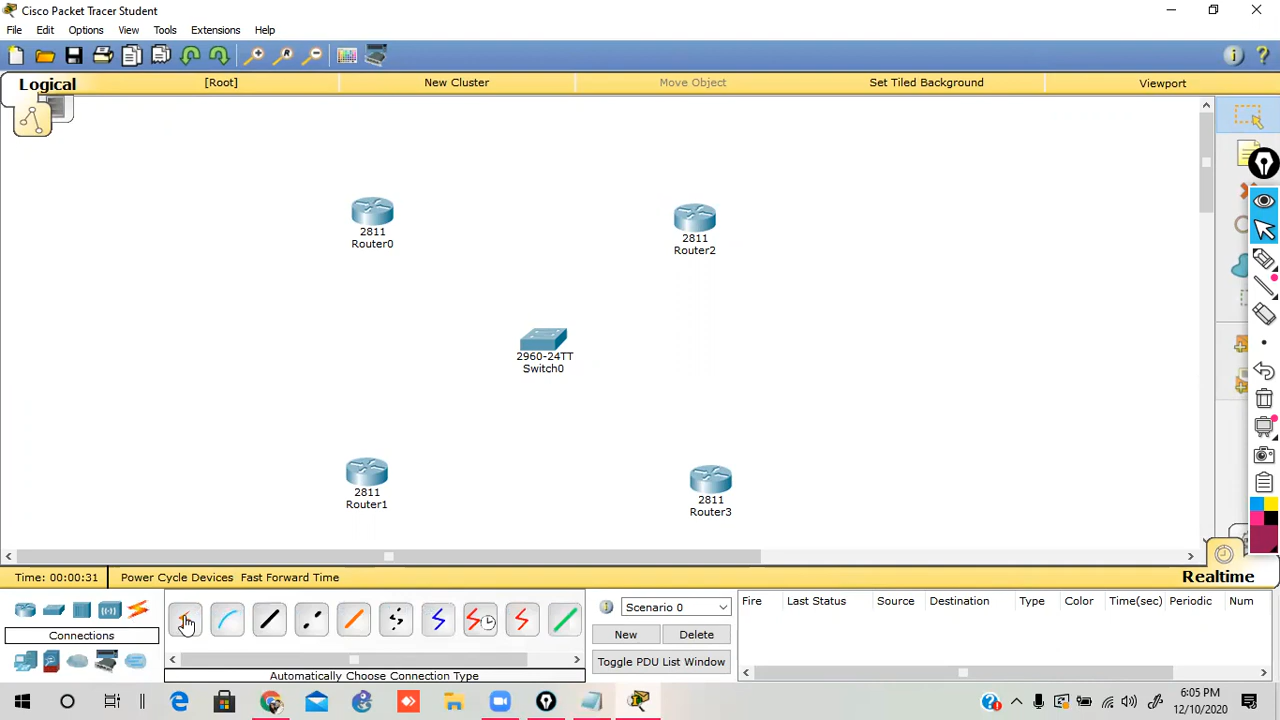 Cisco Packet Tracer Student
File Edit Options View Tools Extensions Help
Logical [Root] New Cluster Move Object Set Tiled Background Viewport
2811
Router0
2811
Router2
2960-24TT
Switch0
2811
Router1
2811
Router3
Time: 00:00:31 Power Cycle Devices Fast Forward Time Realtime
Connections
Automatically Choose Connection Type
Scenario 0
New Delete
Toggle PDU List Window
Fire Last Status Source Destination Type Color Time(sec) Periodic Num
6:05 PM
12/10/2020